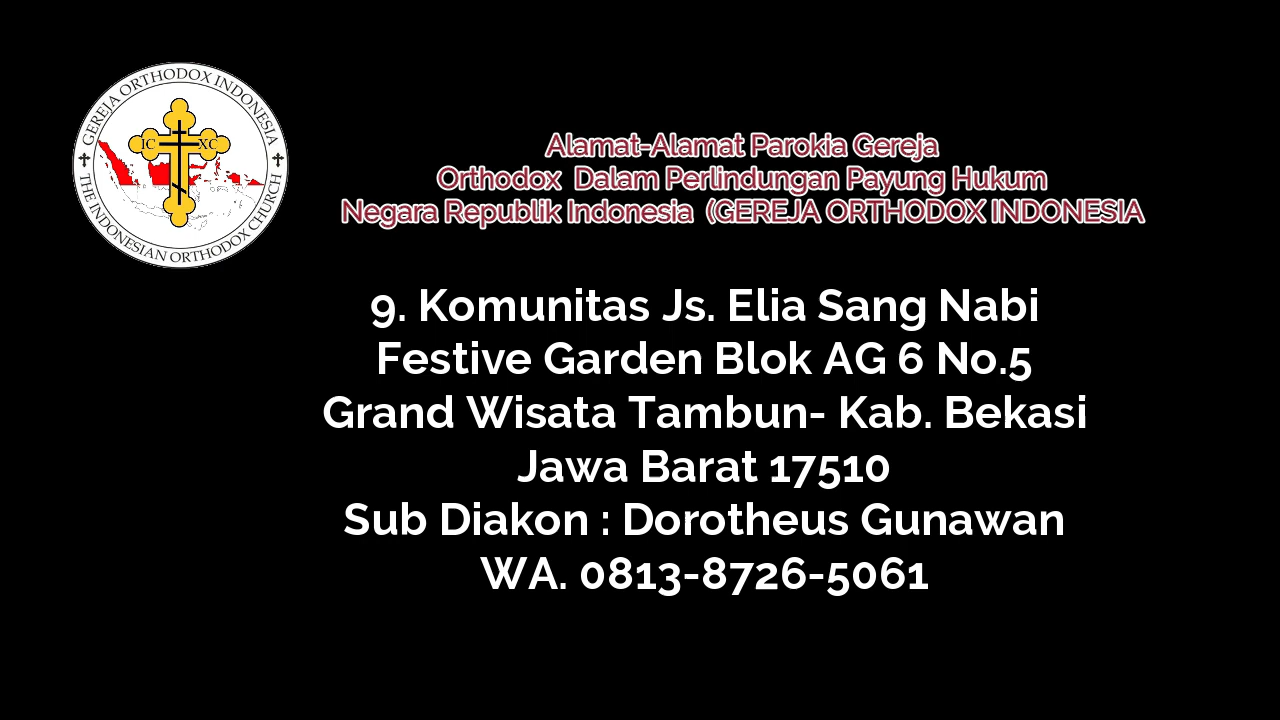 GEREJA ORTHODOX INDONESIA
THE INDONESIAN ORTHODOX CHURCH
IC XC
Alamat-Alamat Parokia Gereja
Orthodox Dalam Perlindungan Payung Hukum
Negara Republik Indonesia (GEREJA ORTHODOX INDONESIA
9. Komunitas Js. Elia Sang Nabi
Festive Garden Blok AG 6 No.5
Grand Wisata Tambun- Kab. Bekasi
Jawa Barat 17510
Sub Diakon : Dorotheus Gunawan
WA. 0813-8726-5061